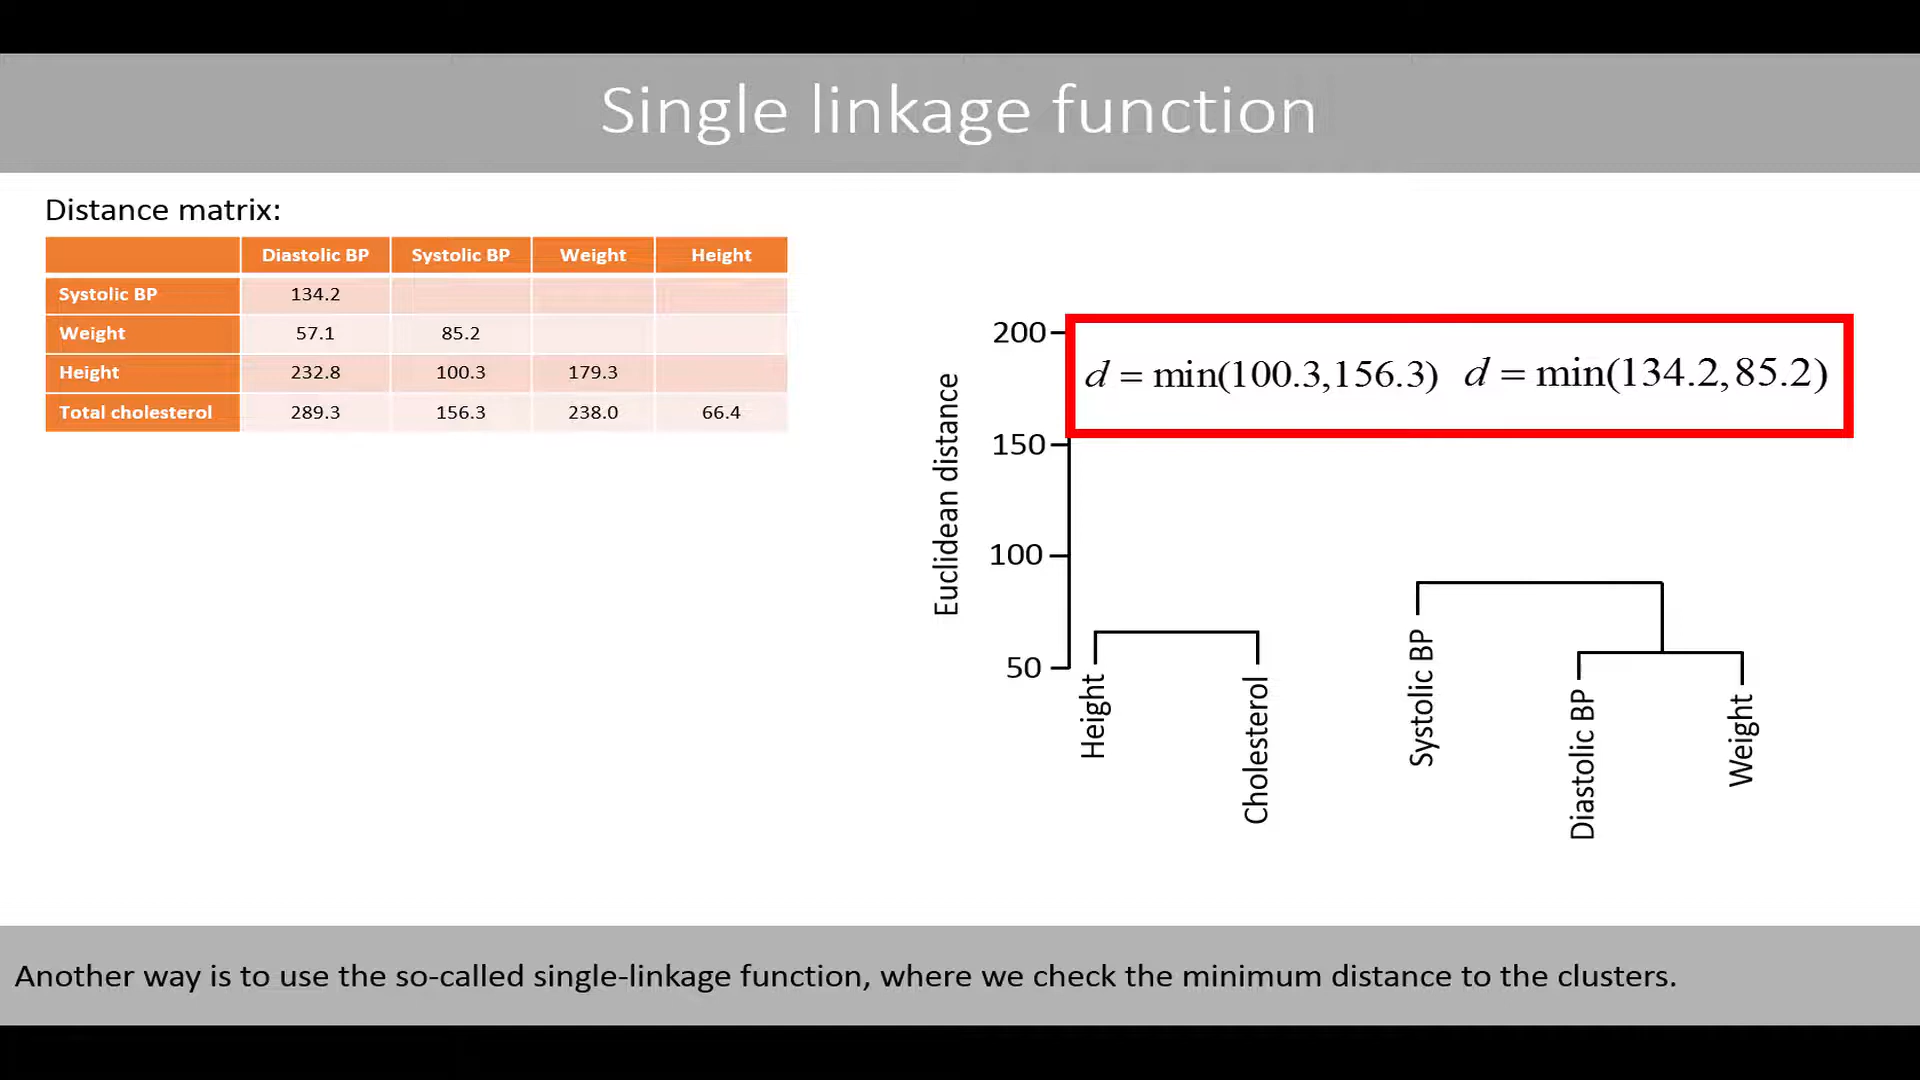 Single linkage function
Distance matrix:
Diastolic BP Systolic BP Weight Height
Systolic BP 134.2
Weight 57.1 85.2
Height 232.8 100.3 179.3
Total cholesterol 289.3 156.3 238.0 66.4
Euclidean distance
200
150
100
50
d = min(100.3,156.3) d = min(134.2,85.2)
Height
Cholesterol
Systolic BP
Diastolic BP
Weight
Another way is to use the so-called single-linkage function, where we check the minimum distance to the clusters.